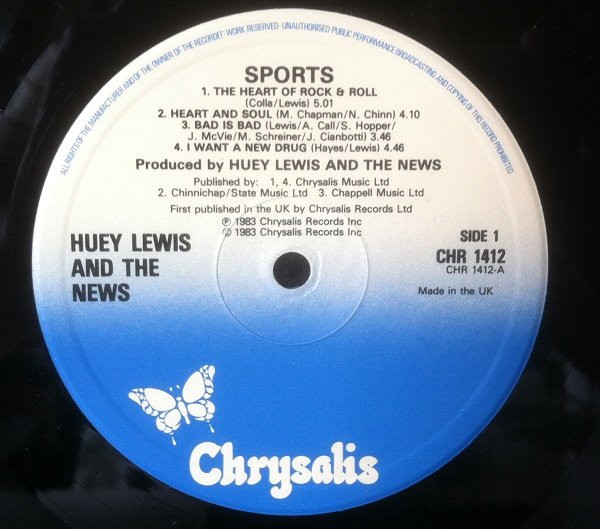 ALL RIGHTS OF THE MANUFACTURER AND OF THE OWNER OF THE RECORDED WORK RESERVED · UNAUTHORISED PUBLIC PERFORMANCE BROADCASTING AND COPYING OF THIS RECORD PROHIBITED
SPORTS
1. THE HEART OF ROCK & ROLL
(Colla/Lewis) 5.01
2. HEART AND SOUL (M. Chapman/N. Chinn) 4.10
3. BAD IS BAD (Lewis/A. Call/S. Hopper/
J. McVie/M. Schreiner/J. Cianbotti) 3.46
4. I WANT A NEW DRUG (Hayes/Lewis) 4.46
Produced by HUEY LEWIS AND THE NEWS
Published by: 1, 4. Chrysalis Music Ltd
2. Chinnichap/State Music Ltd 3. Chappell Music Ltd
First published in the UK by Chrysalis Records Ltd
℗ 1983 Chrysalis Records Inc
© 1983 Chrysalis Records Inc
HUEY LEWIS
AND THE
NEWS
SIDE 1
CHR 1412
CHR 1412-A
Made in the UK
Chrysalis